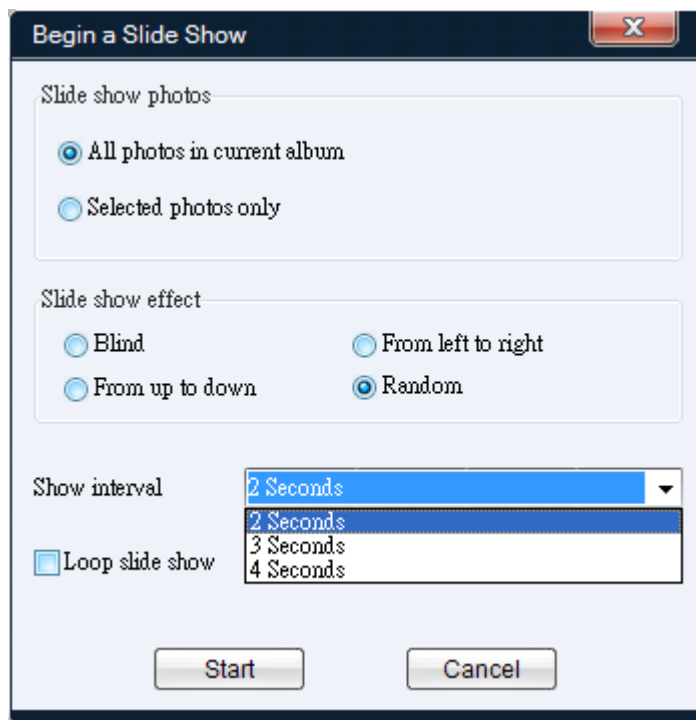 Begin a Slide Show
Slide show photos
All photos in current album
Selected photos only
Slide show effect
Blind
From left to right
From up to down
Random
Show interval
2 Seconds
2 Seconds
3 Seconds
Loop slide show
4 Seconds
Start
Cancel